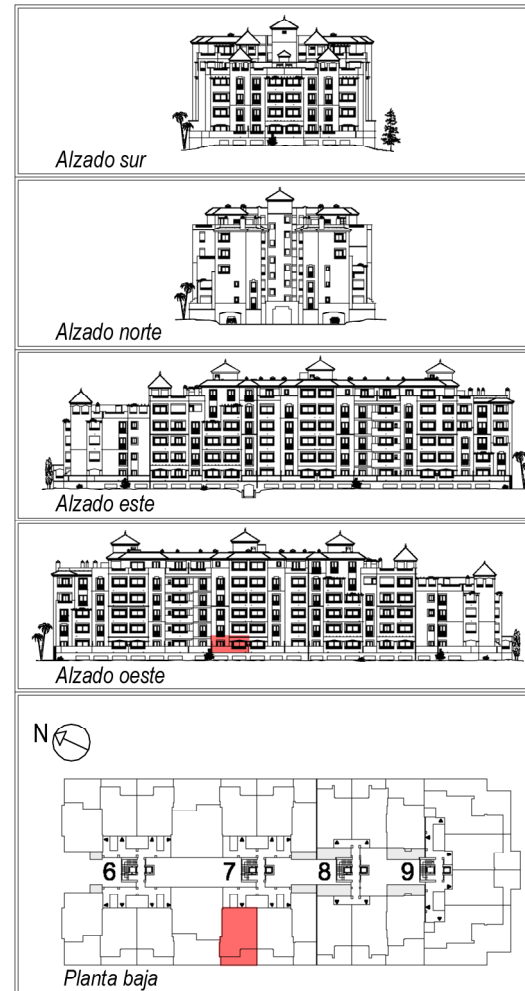 Alzado sur
Alzado norte
Alzado este
Alzado oeste
N
6 7 8 9
Planta baja